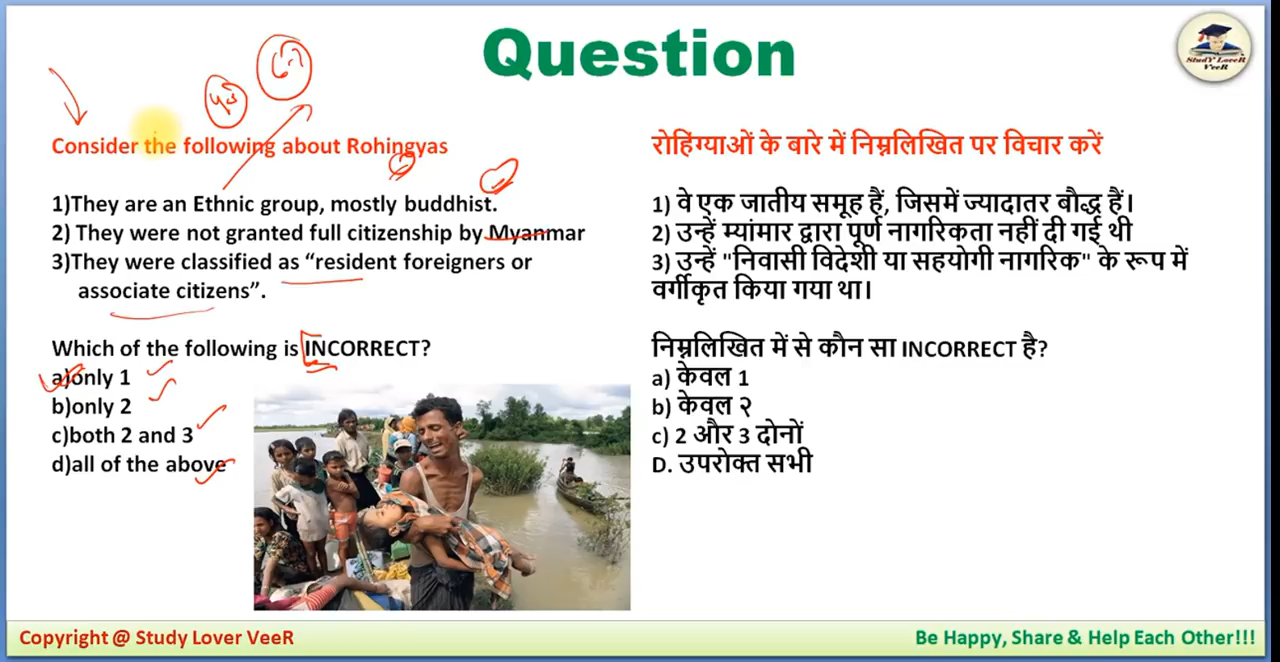 Question
StudY LoveR
VeeR
Consider the following about Rohingyas
1)They are an Ethnic group, mostly buddhist.
2) They were not granted full citizenship by Myanmar
3)They were classified as “resident foreigners or
associate citizens”.
Which of the following is INCORRECT?
a)only 1
b)only 2
c)both 2 and 3
d)all of the above
रोहिंग्याओं के बारे में निम्नलिखित पर विचार करें
1) वे एक जातीय समूह हैं, जिसमें ज्यादातर बौद्ध हैं।
2) उन्हें म्यांमार द्वारा पूर्ण नागरिकता नहीं दी गई थी
3) उन्हें "निवासी विदेशी या सहयोगी नागरिक" के रूप में
वर्गीकृत किया गया था।
निम्नलिखित में से कौन सा INCORRECT है?
a) केवल 1
b) केवल २
c) 2 और 3 दोनों
D. उपरोक्त सभी
Copyright @ Study Lover VeeR
Be Happy, Share & Help Each Other!!!